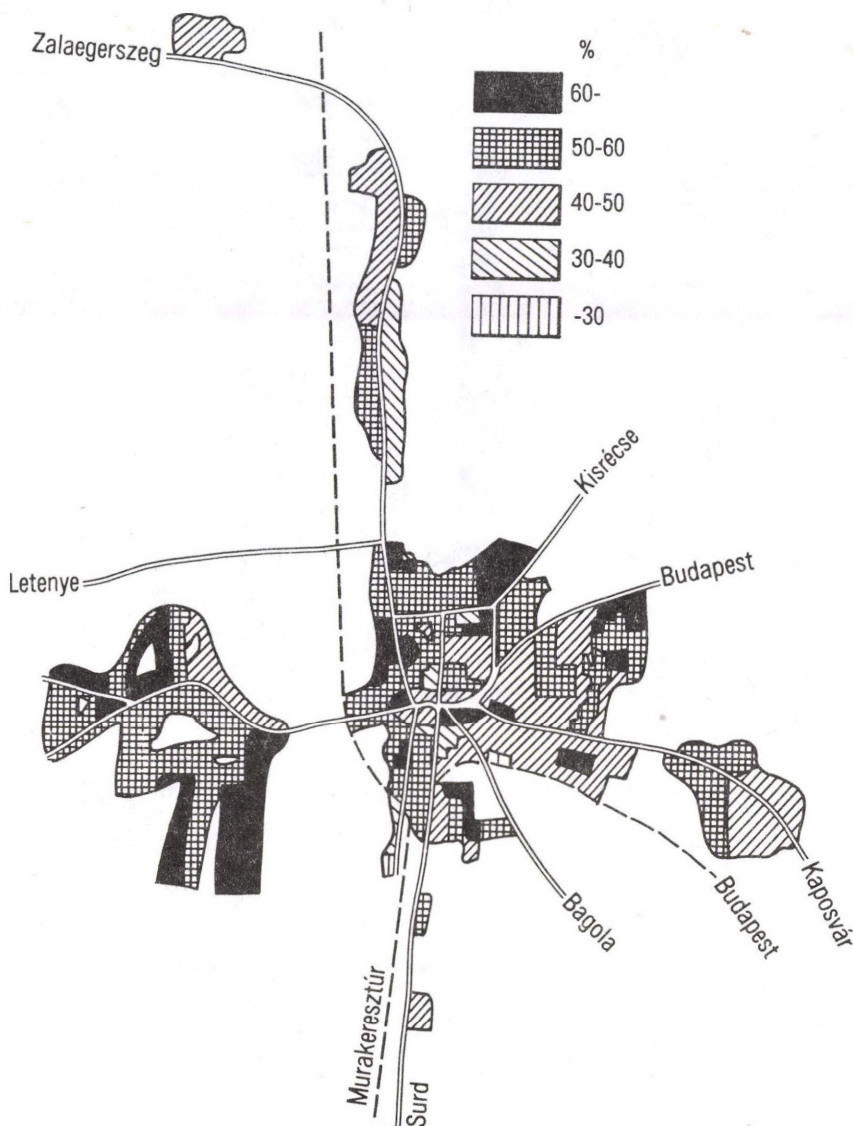 Zalaegerszeg
%
60-
50-60
40-50
30-40
-30
Kisrécse
Letenye
Budapest
Murakeresztúr
Surd
Bagola
Budapest
Kaposvár